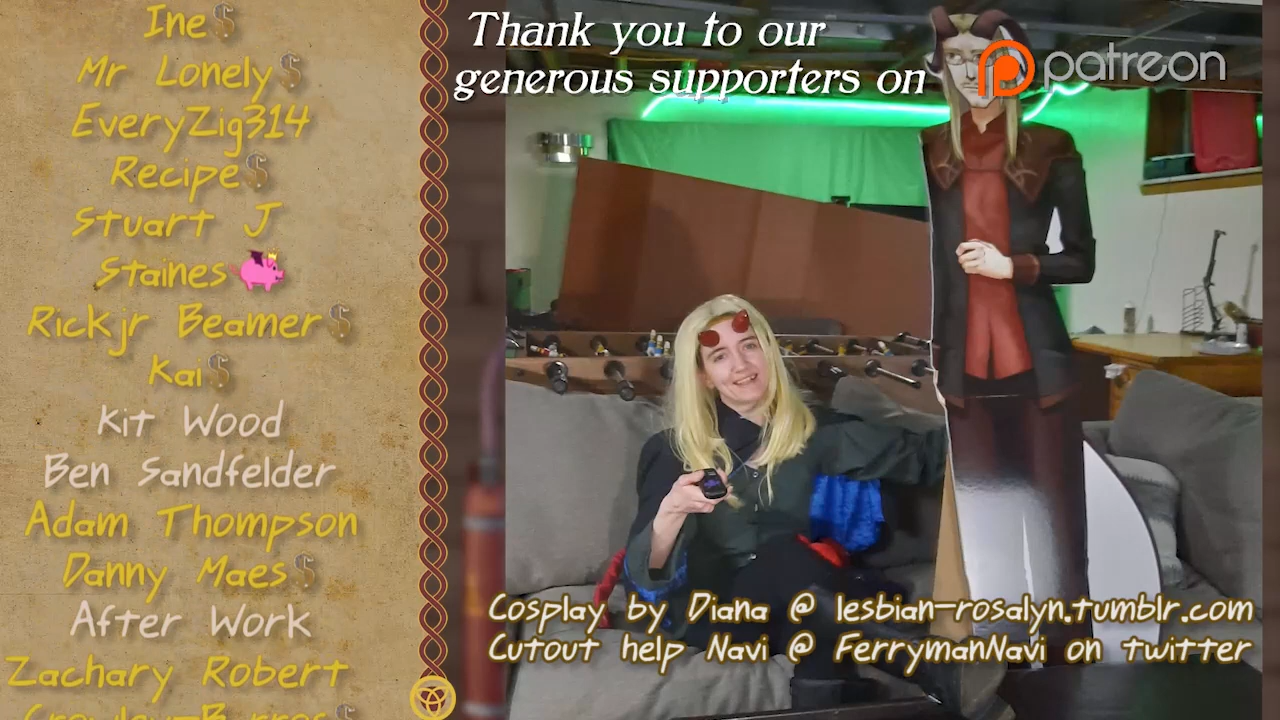 Ine
Mr Lonely
EveryZig314
Recipe
Stuart J
Staines
Rickjr Beamer
Kai
Kit Wood
Ben Sandfelder
Adam Thompson
Danny Maes
After Work
Zachary Robert
Thank you to our
generous supporters on patreon
Cosplay by Diana @ lesbian-rosalyn.tumblr.com
Cutout help Navi @ FerrymanNavi on twitter